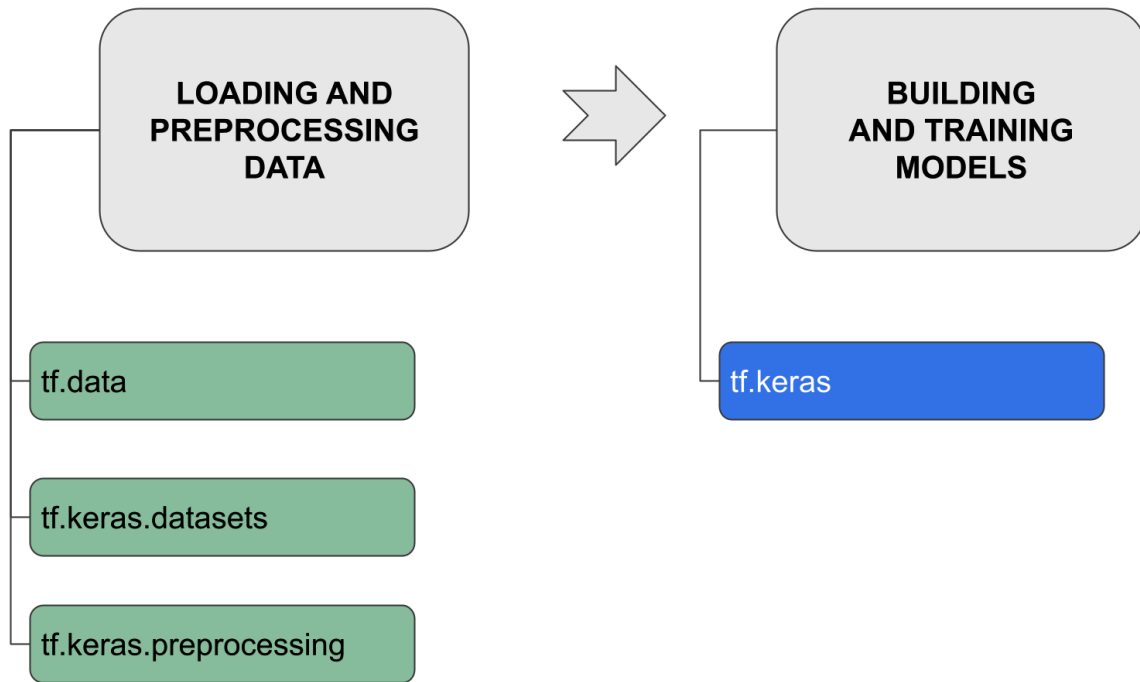 LOADING AND
PREPROCESSING
DATA
BUILDING
AND TRAINING
MODELS
tf.data
tf.keras
tf.keras.datasets
tf.keras.preprocessing